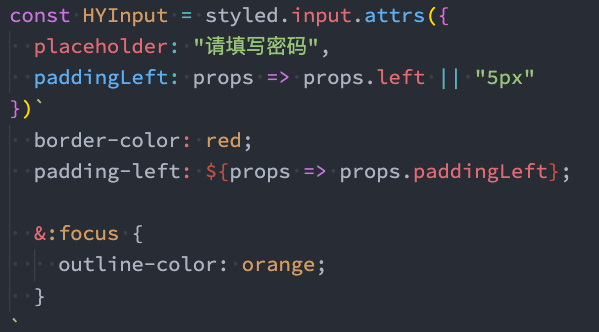 const HYInput = styled.input.attrs({
  placeholder: "请填写密码",
  paddingLeft: props => props.left || "5px"
})`
  border-color: red;
  padding-left: ${props => props.paddingLeft};

  &:focus {
    outline-color: orange;
  }
`